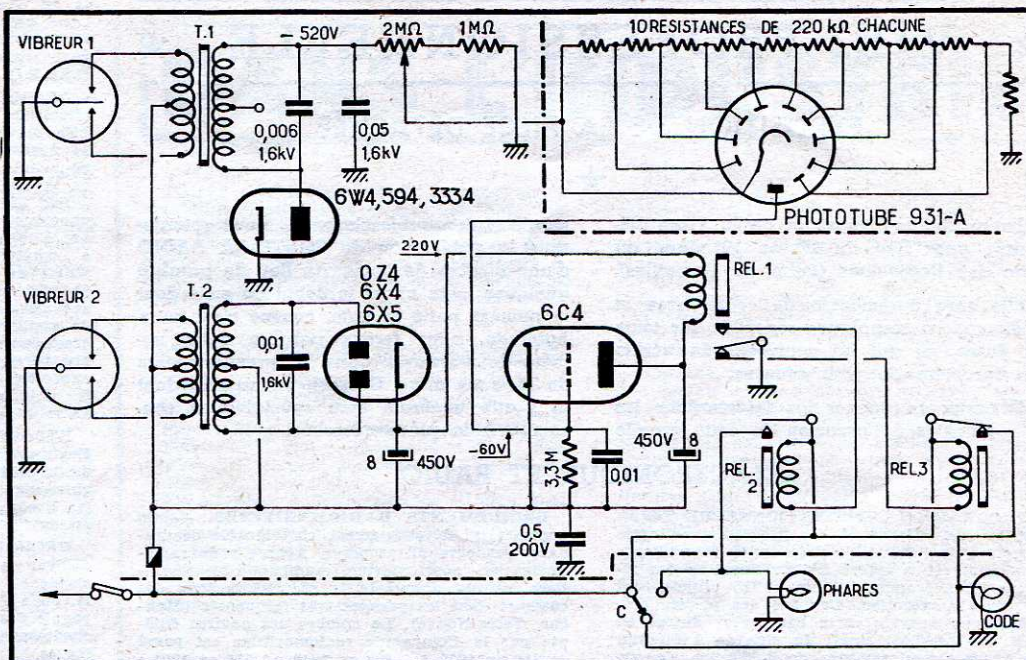 VIBREUR 1
T.1
- 520V
2MΩ
1MΩ
10 RESISTANCES DE 220 kΩ CHACUNE
0,006
1,6kV
0,05
1,6kV
6W4, 594, 3334
PHOTOTUBE 931-A
220V
REL.1
VIBREUR 2
T.2
0Z4
6X4
6X5
6C4
0,01
1,6kV
8
450V
-60V
3,3M
0,01
450V
8
REL.
2
REL.3
0,5
200V
C
PHARES
CODE